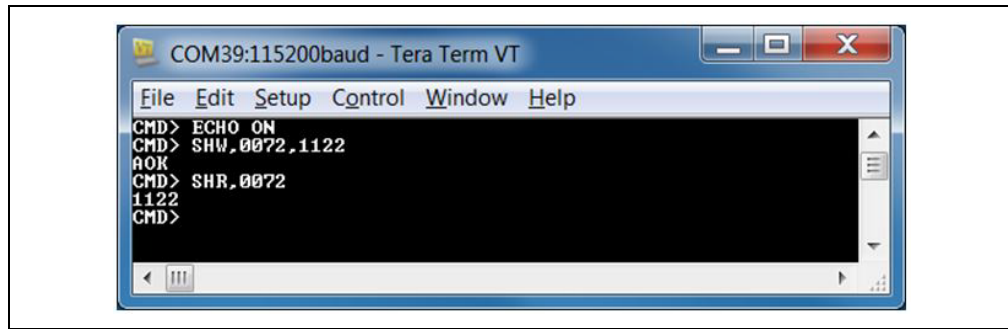 COM39:115200baud - Tera Term VT
File Edit Setup Control Window Help
CMD> ECHO ON
CMD> SHW,0072,1122
AOK
CMD> SHR,0072
1122
CMD>